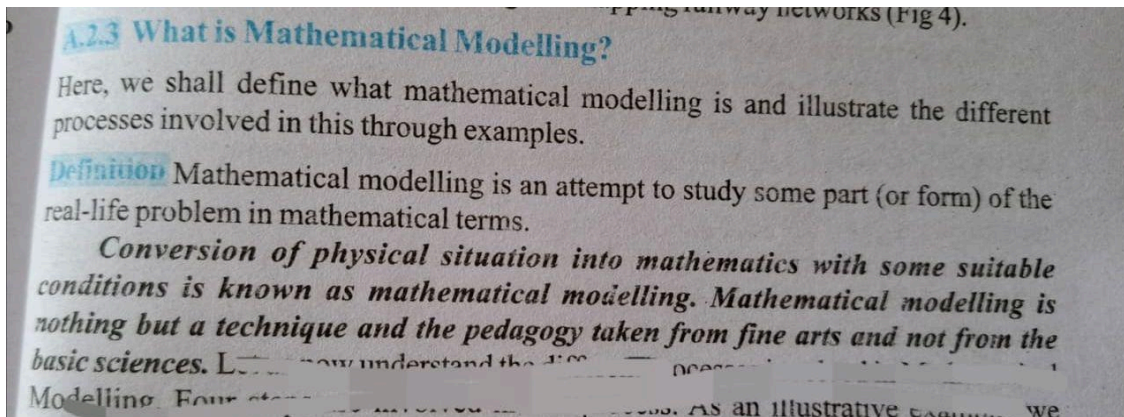 networks (Fig 4).
A.2.3 What is Mathematical Modelling?
Here, we shall define what mathematical modelling is and illustrate the different
processes involved in this through examples.
Definition Mathematical modelling is an attempt to study some part (or form) of the
real-life problem in mathematical terms.
Conversion of physical situation into mathematics with some suitable
conditions is known as mathematical modelling. Mathematical modelling is
nothing but a technique and the pedagogy taken from fine arts and not from the
basic sciences. understand the
Modelling. Four As an illustrative we